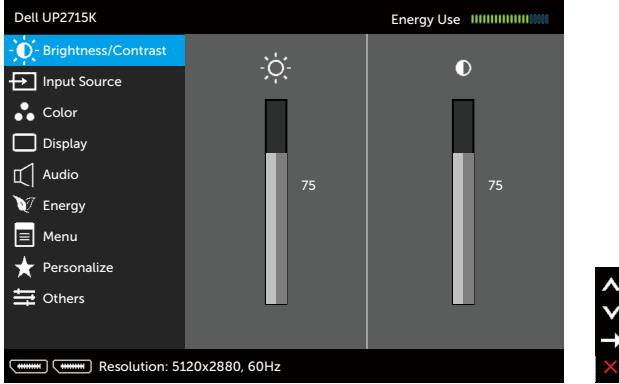 Dell UP2715K
Energy Use
Brightness/Contrast
Input Source
Color
Display
Audio
Energy
Menu
Personalize
Others
75
75
Resolution: 5120x2880, 60Hz